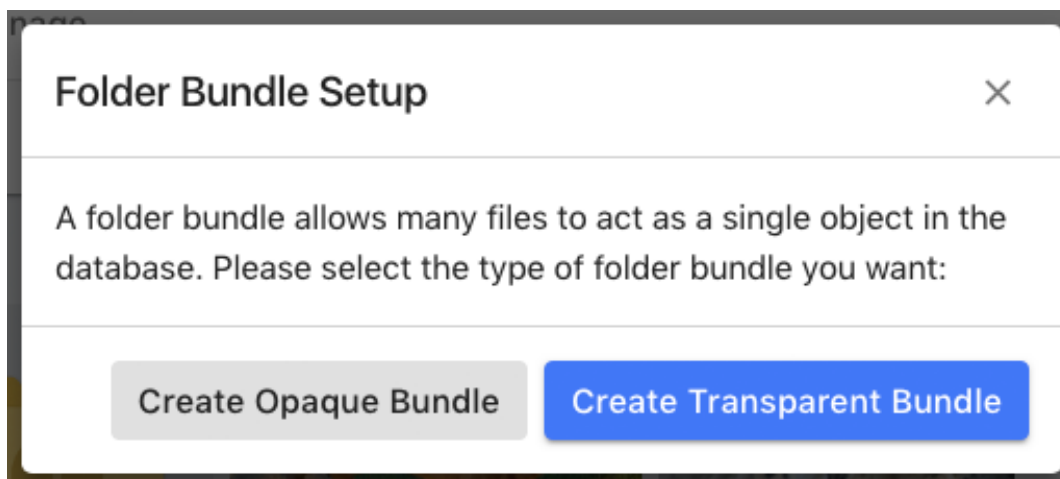 Folder Bundle Setup
A folder bundle allows many files to act as a single object in the
database. Please select the type of folder bundle you want:
Create Opaque Bundle
Create Transparent Bundle